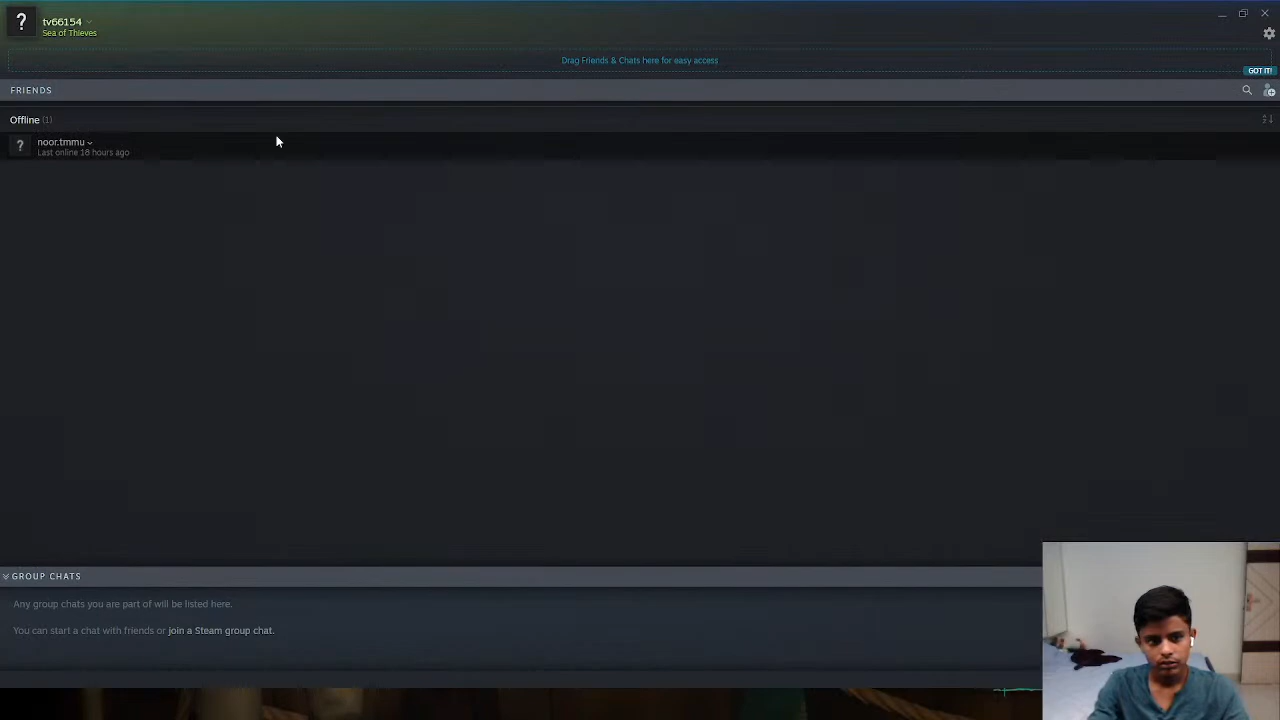 ?
tv66154
Sea of Thieves
Drag Friends & Chats here for easy access
GOT IT!
FRIENDS
Offline (1)
?
noor.tmmu
Last online 18 hours ago
GROUP CHATS
Any group chats you are part of will be listed here.
You can start a chat with friends or join a Steam group chat.